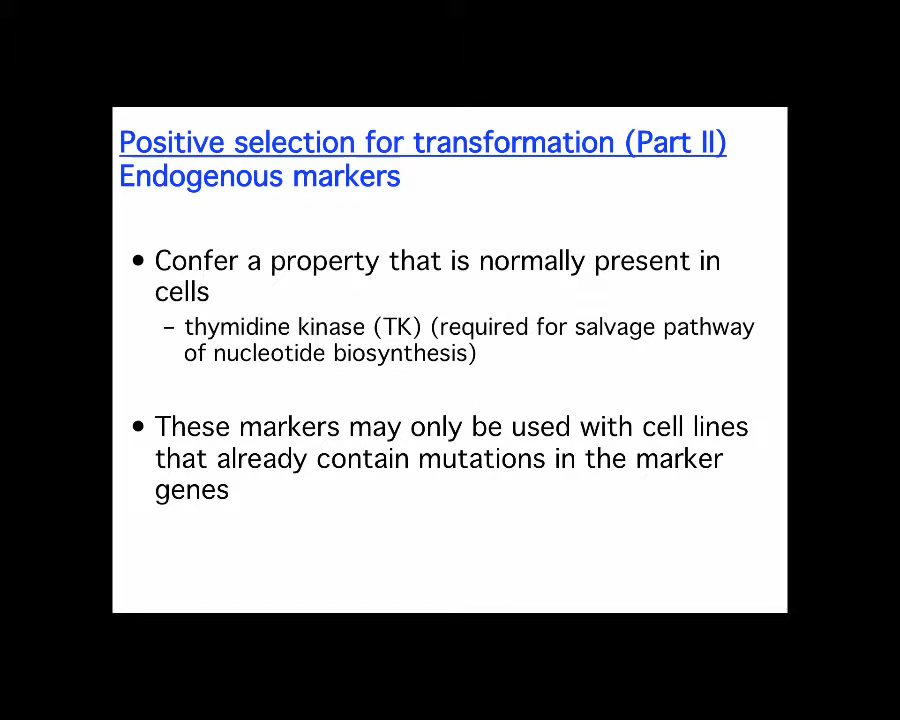 Positive selection for transformation (Part II)
Endogenous markers
• Confer a property that is normally present in
cells
– thymidine kinase (TK) (required for salvage pathway
of nucleotide biosynthesis)
• These markers may only be used with cell lines
that already contain mutations in the marker
genes